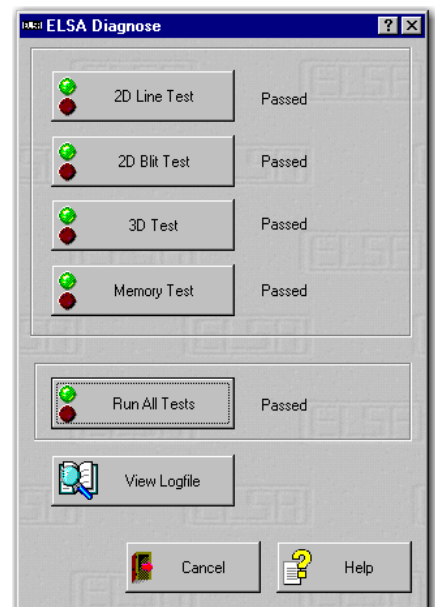 ELSA Diagnose
2D Line Test Passed
2D Blit Test Passed
3D Test Passed
Memory Test Passed
Run All Tests Passed
View Logfile
Cancel Help